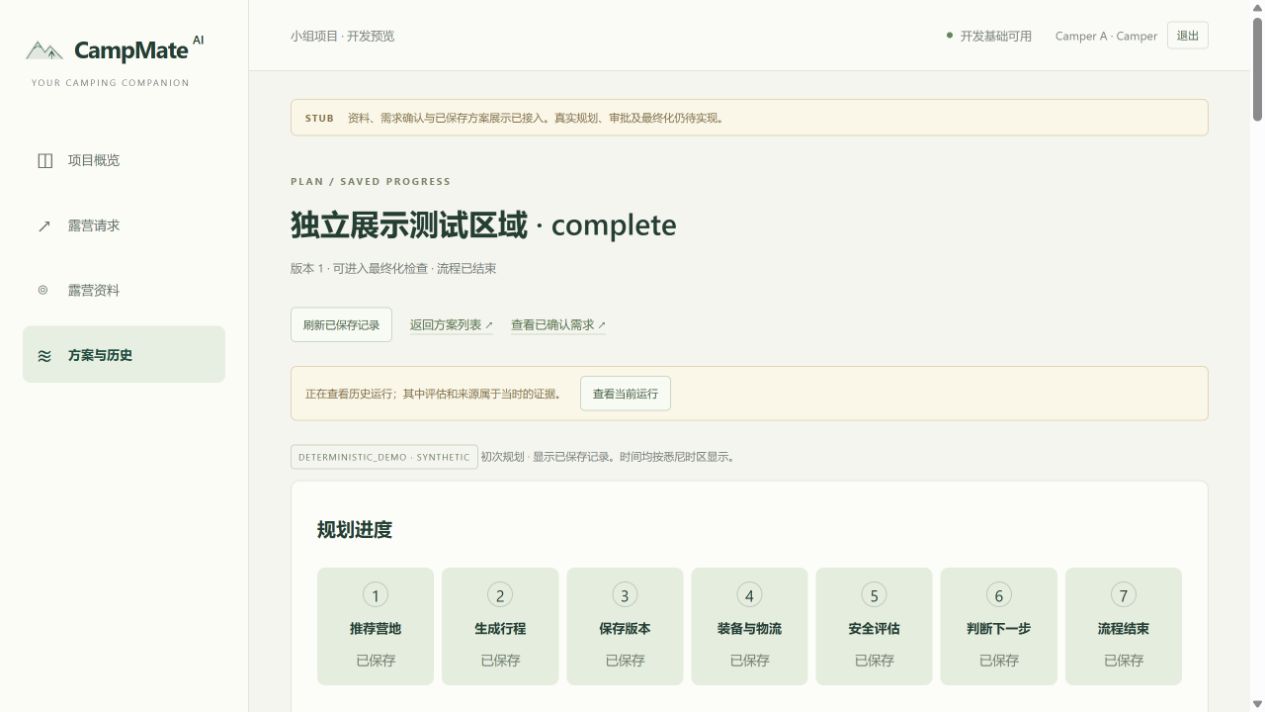 CampMate AI
YOUR CAMPING COMPANION
项目概览
露营请求
露营资料
方案与历史
小组项目 · 开发预览
开发基础可用
Camper A · Camper
退出
STUB 资料、需求确认与已保存方案展示已接入。真实规划、审批及最终化仍待实现。
PLAN / SAVED PROGRESS
独立展示测试区域 · complete
版本 1 · 可进入最终化检查 · 流程已结束
刷新已保存记录 返回方案列表 ↗ 查看已确认需求 ↗
正在查看历史运行；其中评估和来源属于当时的证据。 查看当前运行
DETERMINISTIC_DEMO · SYNTHETIC 初次规划 · 显示已保存记录。时间均按悉尼时区显示。
规划进度
1 2 3 4 5 6 7
推荐营地 生成行程 保存版本 装备与物流 安全评估 判断下一步 流程结束
已保存 已保存 已保存 已保存 已保存 已保存 已保存